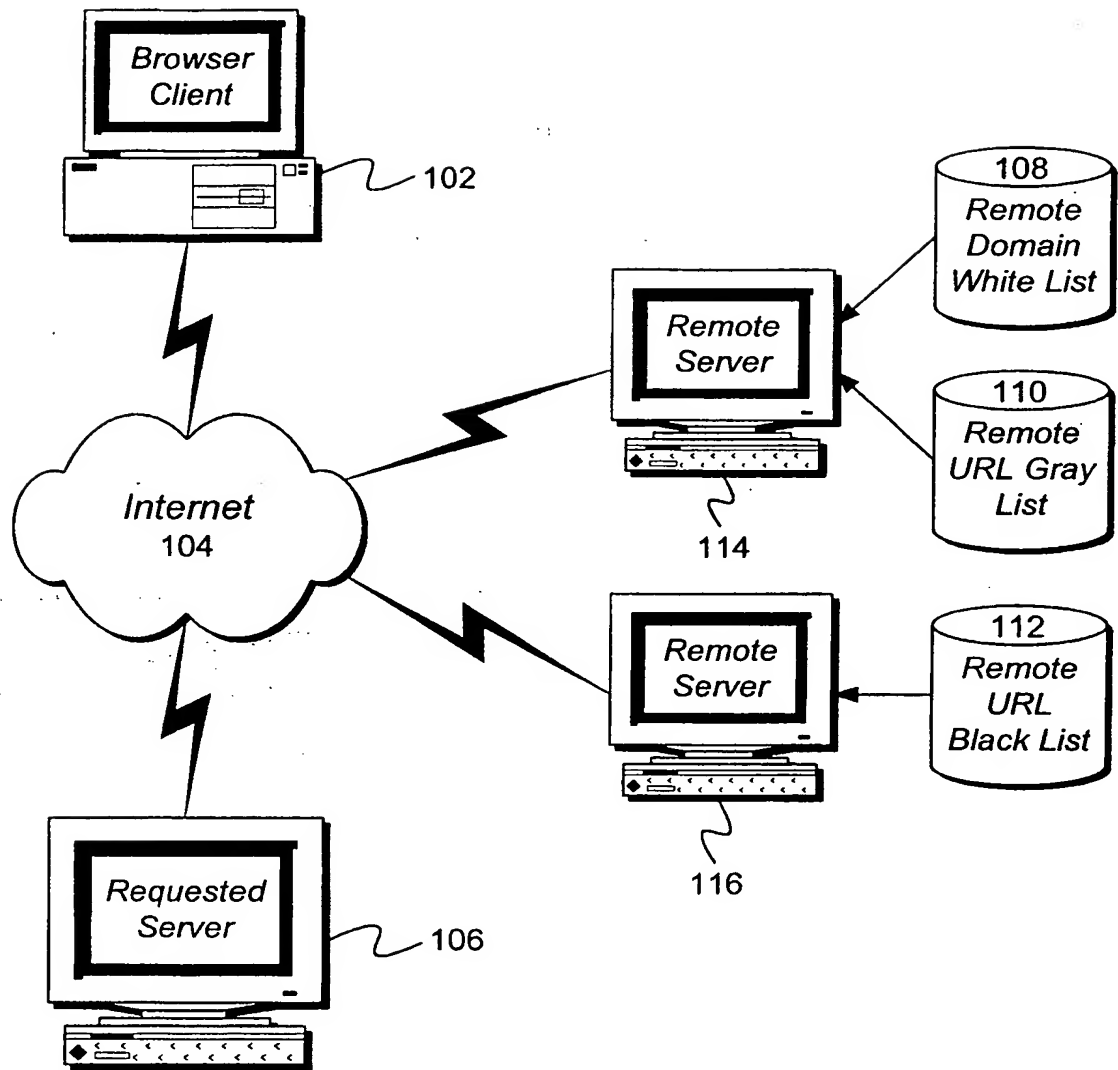 Browser
Client
102
108
Remote
Domain
White List
Remote
Server
114
110
Remote
URL Gray
List
Internet
104
Remote
Server
116
112
Remote
URL
Black List
Requested
Server
106